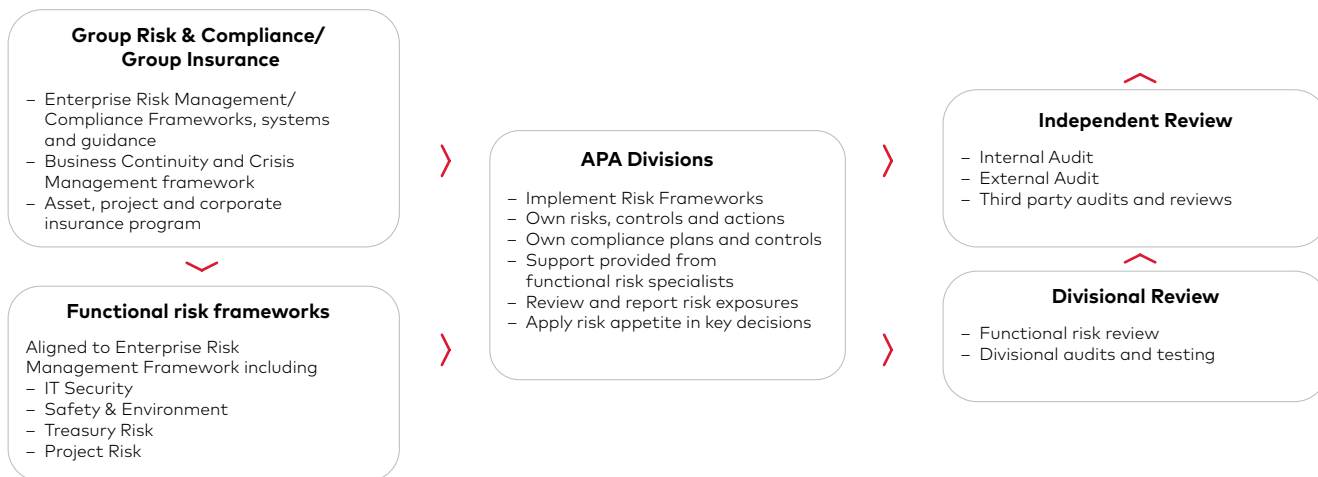 Group Risk & Compliance/
Group Insurance
– Enterprise Risk Management/
Compliance Frameworks, systems
and guidance
– Business Continuity and Crisis
Management framework
– Asset, project and corporate
insurance program
Functional risk frameworks
Aligned to Enterprise Risk
Management Framework including
– IT Security
– Safety & Environment
– Treasury Risk
– Project Risk
APA Divisions
– Implement Risk Frameworks
– Own risks, controls and actions
– Own compliance plans and controls
– Support provided from
functional risk specialists
– Review and report risk exposures
– Apply risk appetite in key decisions
Independent Review
– Internal Audit
– External Audit
– Third party audits and reviews
Divisional Review
– Functional risk review
– Divisional audits and testing